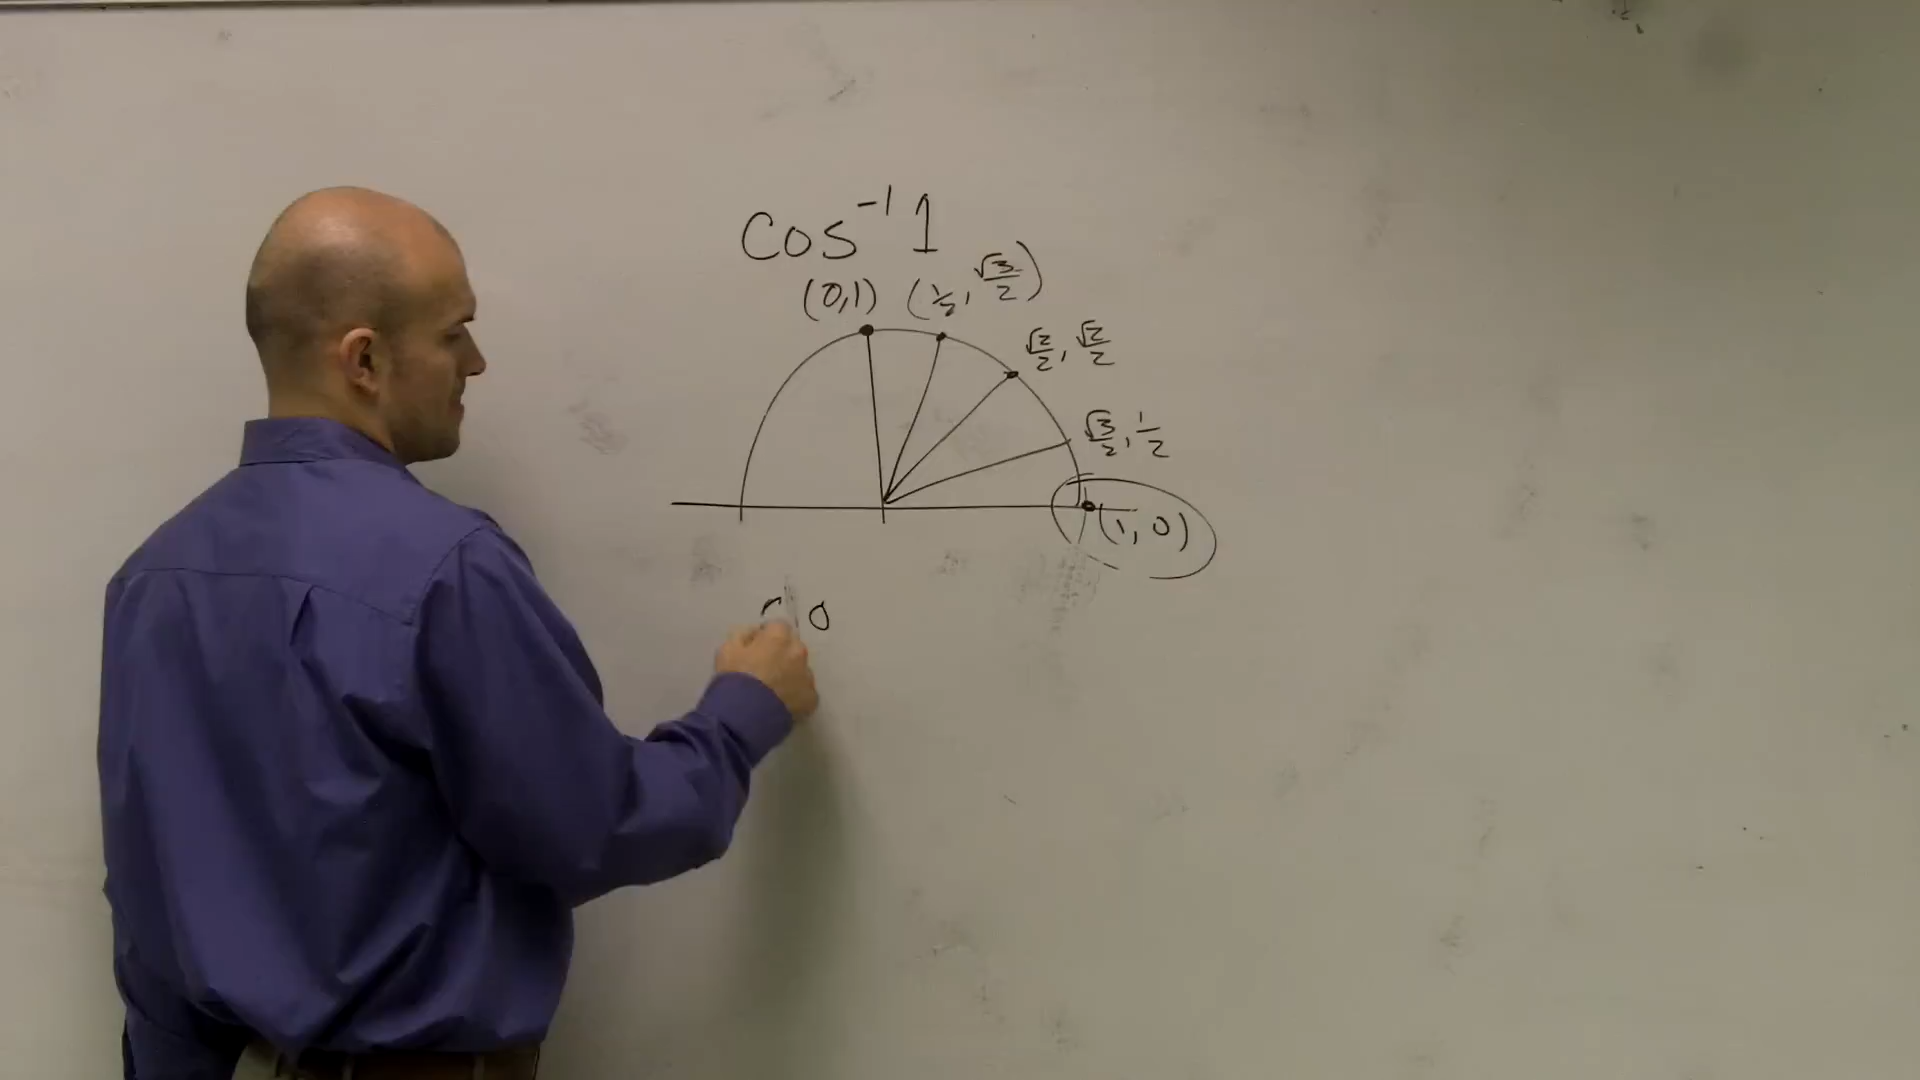 Cos⁻¹ 1
(0,1) (1/2, √3/2)
√2/2, √2/2
√3/2, 1/2
(1, 0)
0